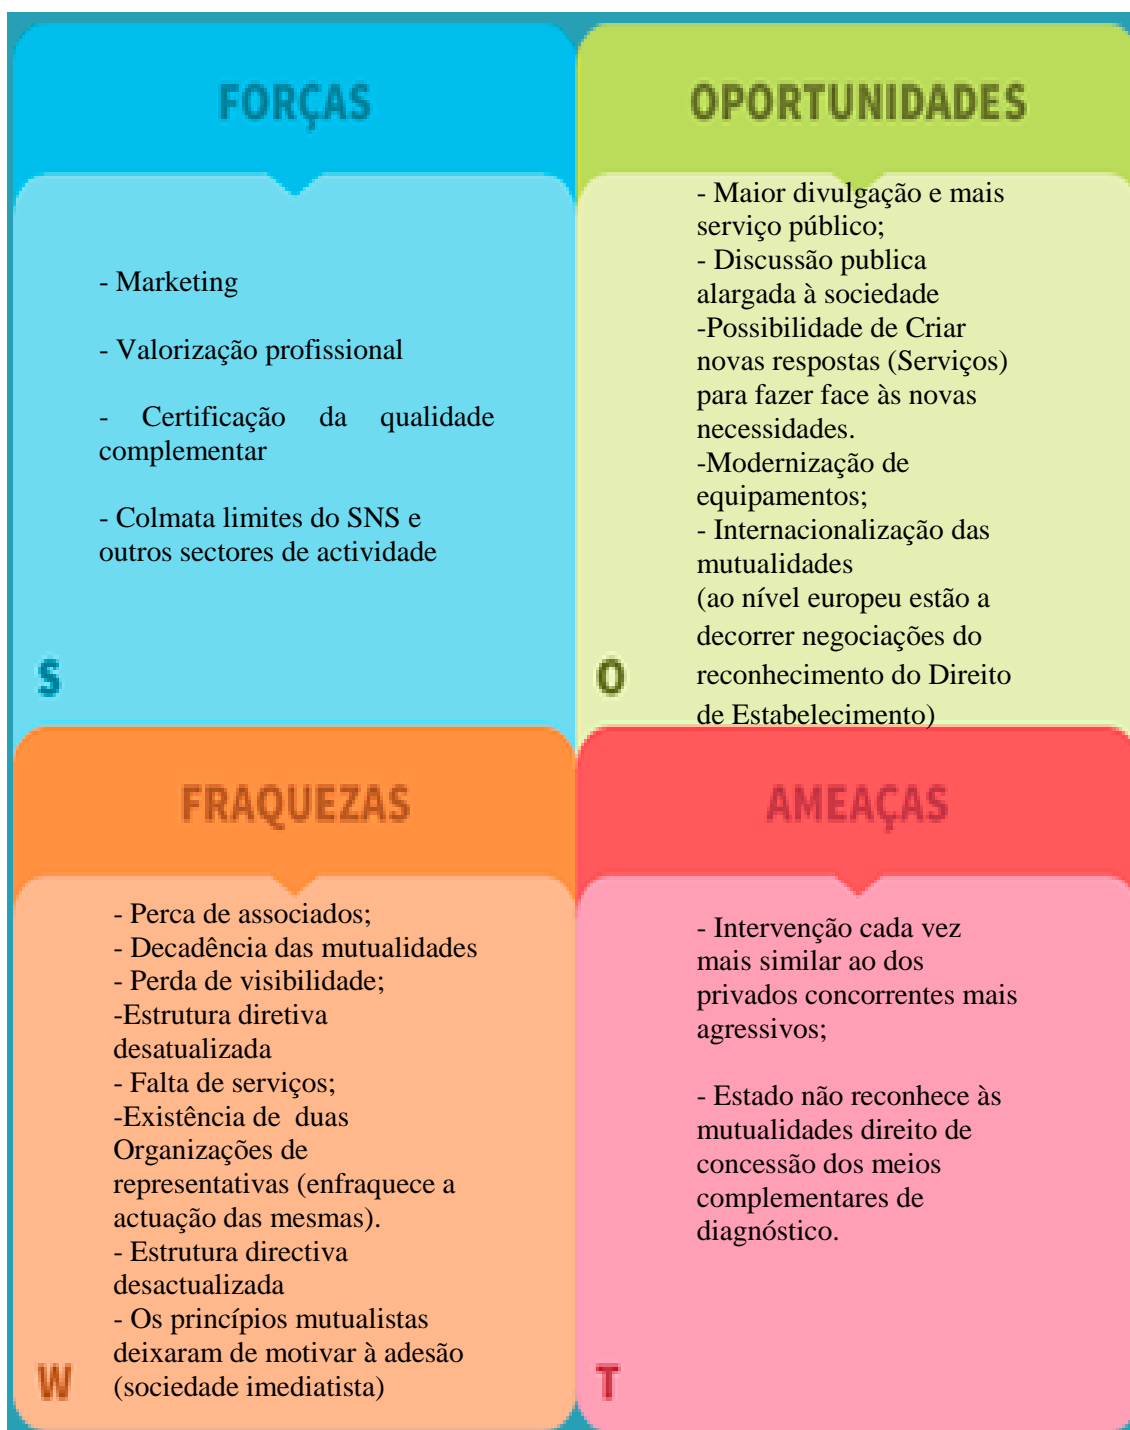 FORÇAS
- Marketing
- Valorização profissional
- Certificação da qualidade
complementar
- Colmata limites do SNS e
outros sectores de actividade
S
OPORTUNIDADES
- Maior divulgação e mais
serviço público;
- Discussão publica
alargada à sociedade
-Possibilidade de Criar
novas respostas (Serviços)
para fazer face às novas
necessidades.
-Modernização de
equipamentos;
- Internacionalização das
mutualidades
(ao nível europeu estão a
decorrer negociações do
reconhecimento do Direito
de Estabelecimento)
O
FRAQUEZAS
- Perca de associados;
- Decadência das mutualidades
- Perda de visibilidade;
-Estrutura diretiva
desatualizada
- Falta de serviços;
-Existência de duas
Organizações de
representativas (enfraquece a
actuação das mesmas).
- Estrutura directiva
desactualizada
- Os princípios mutualistas
deixaram de motivar à adesão
(sociedade imediatista)
W
AMEAÇAS
- Intervenção cada vez
mais similar ao dos
privados concorrentes mais
agressivos;
- Estado não reconhece às
mutualidades direito de
concessão dos meios
complementares de
diagnóstico.
T